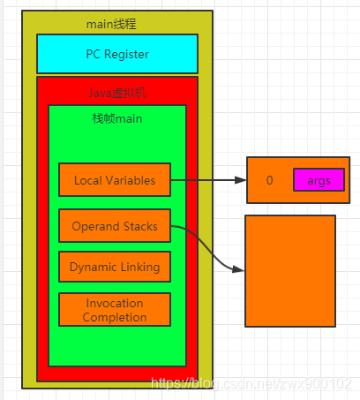 main线程
PC Register
Java虚拟机
栈帧main
Local Variables
0
args
Operand Stacks
Dynamic Linking
Invocation
Completion
https://blog.csdn.net/zwx900102